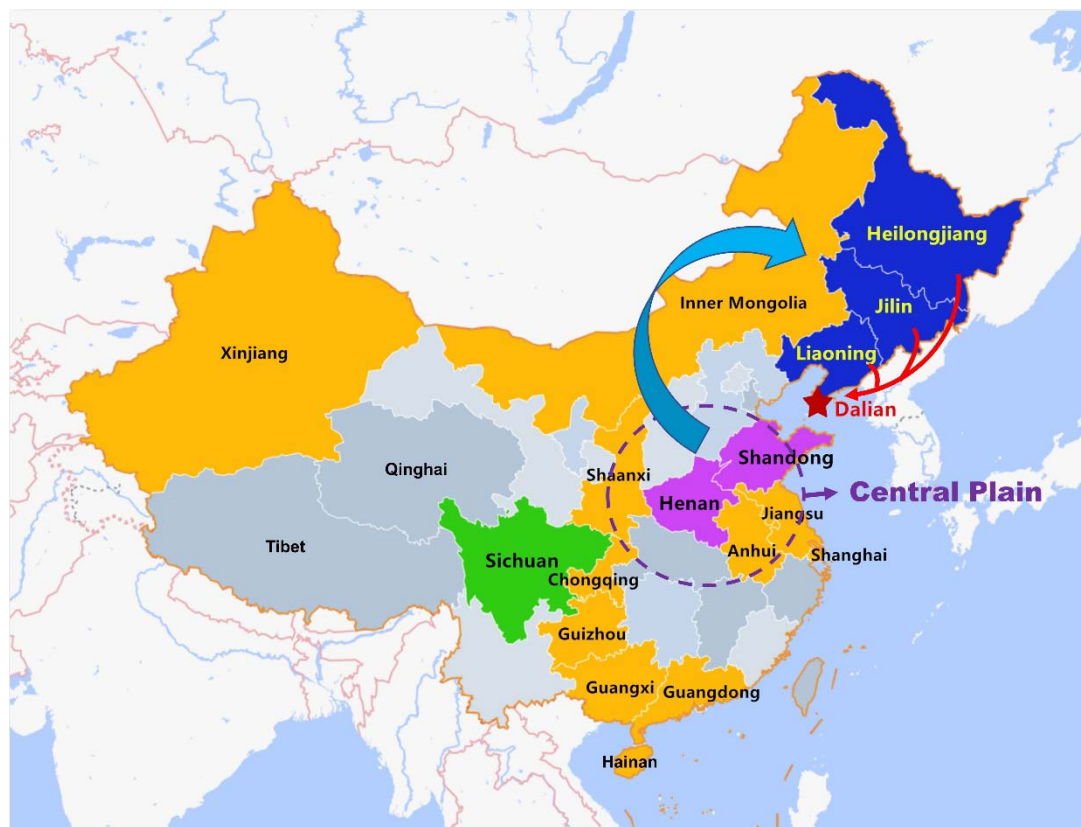 Heilongjiang
Jilin
Inner Mongolia
Liaoning
Xinjiang
Dalian
Shandong
Qinghai
Shaanxi
Central Plain
Henan
Jiangsu
Tibet
Anhui
Shanghai
Sichuan
Chongqing
Guizhou
Guangxi
Guangdong
Hainan